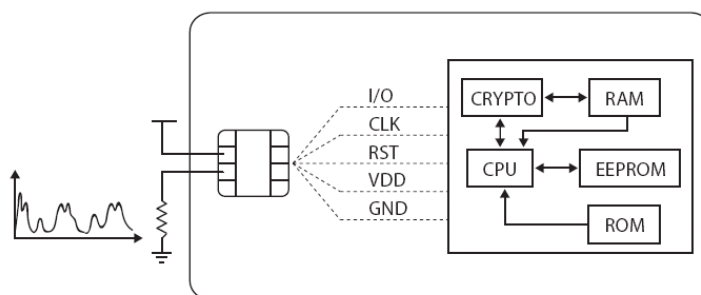 I/O
CLK
RST
VDD
GND
CRYPTO
RAM
CPU
EEPROM
ROM